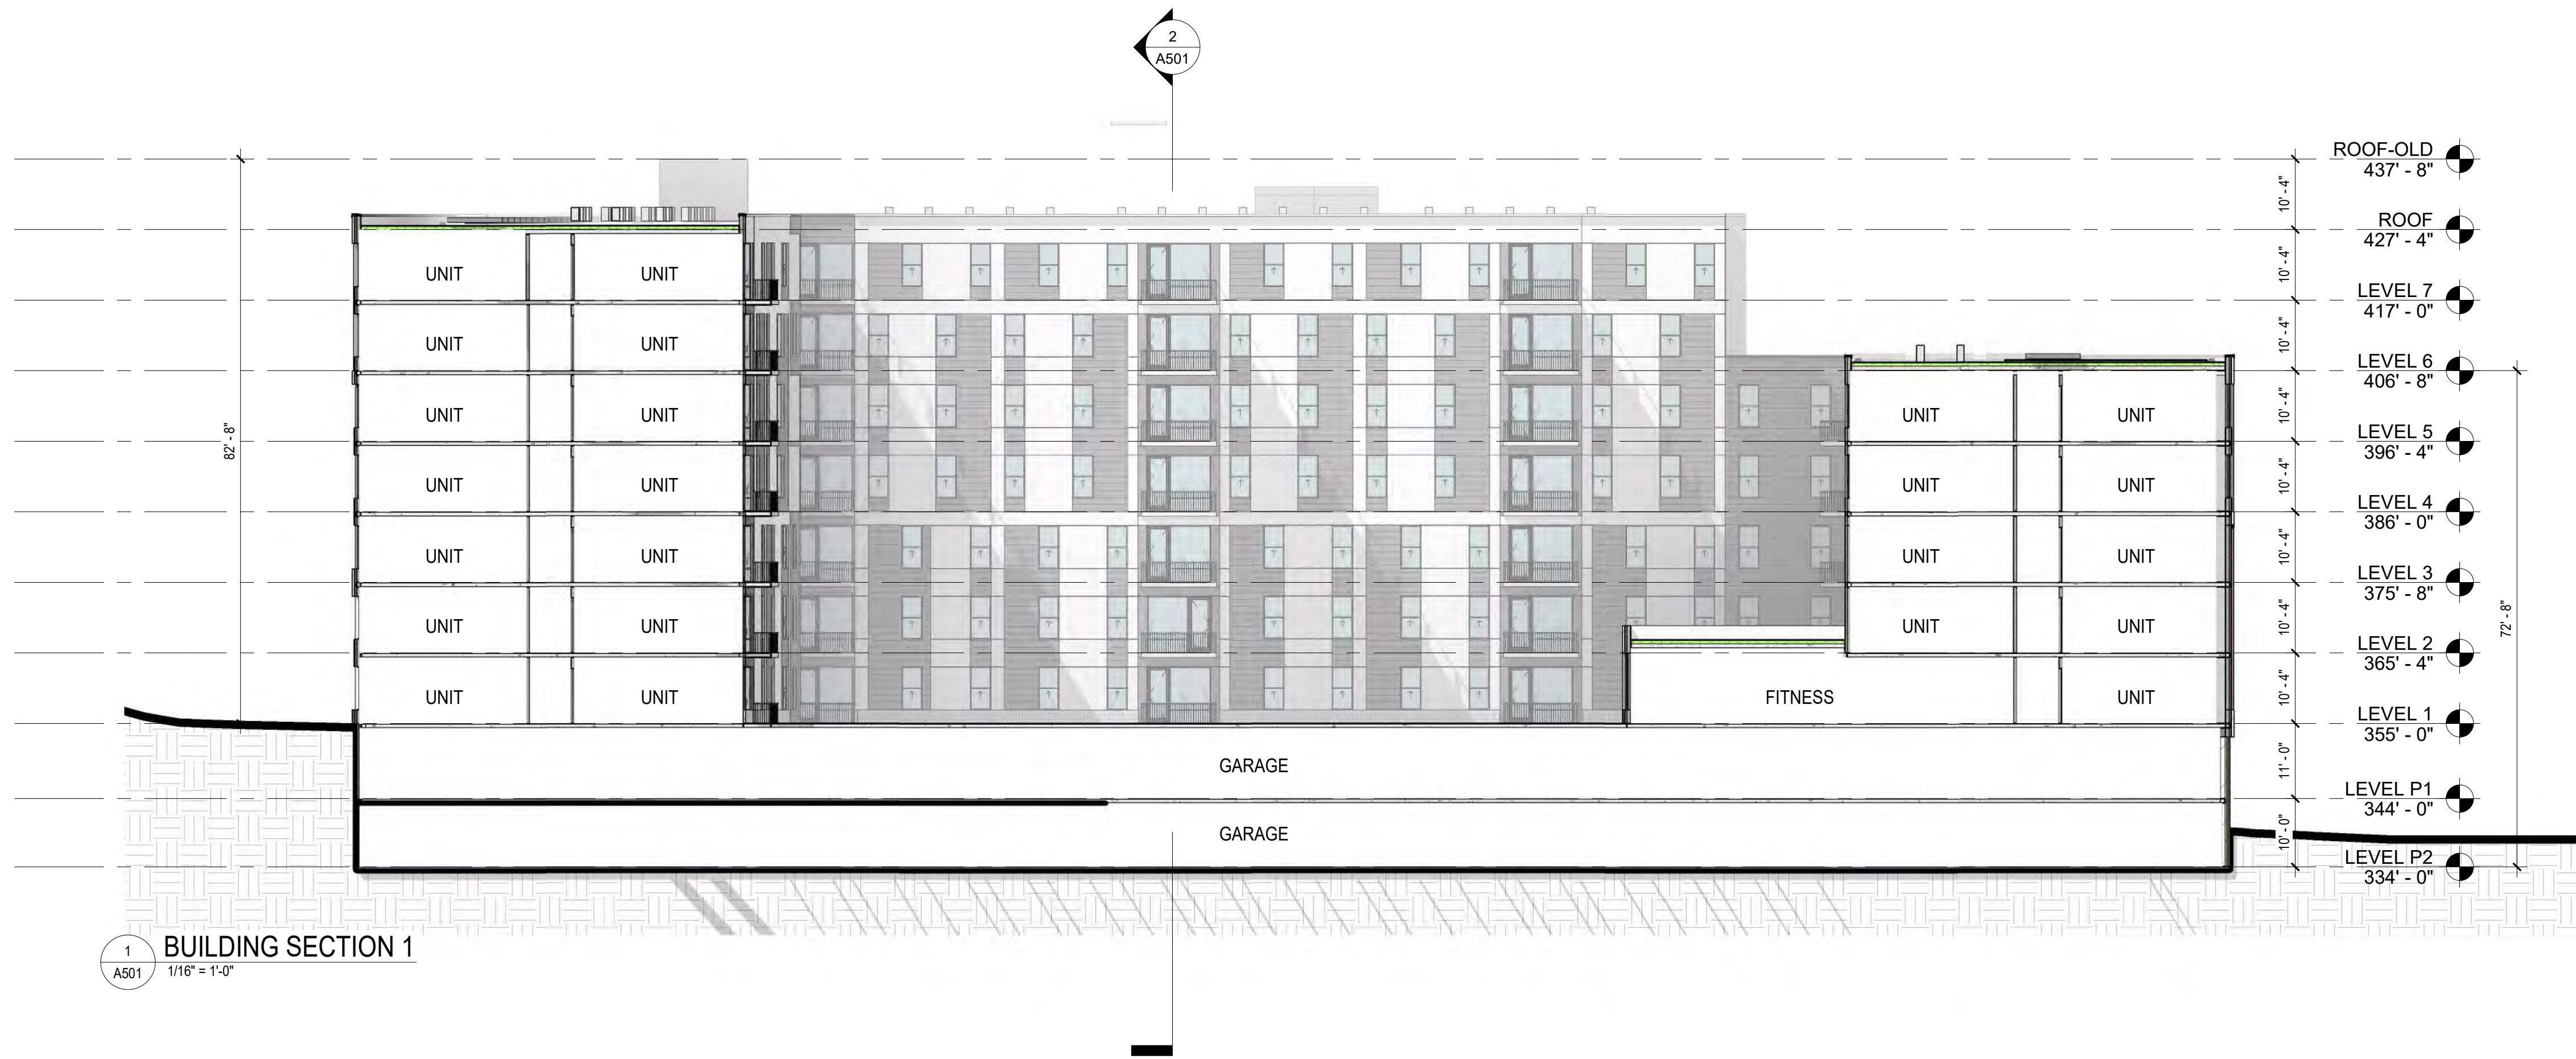 2
A501
ROOF-OLD
437' - 8"
10' - 4"
ROOF
427' - 4"
10' - 4"
UNIT UNIT
LEVEL 7
417' - 0"
10' - 4"
UNIT UNIT
LEVEL 6
406' - 8"
10' - 4"
UNIT UNIT UNIT UNIT
82' - 8"
LEVEL 5
396' - 4"
10' - 4"
UNIT UNIT UNIT UNIT
LEVEL 4
386' - 0"
10' - 4"
UNIT UNIT UNIT UNIT
LEVEL 3
375' - 8"
10' - 4"
72' - 8"
UNIT UNIT UNIT UNIT
LEVEL 2
365' - 4"
10' - 4"
UNIT UNIT FITNESS UNIT
LEVEL 1
355' - 0"
11' - 0"
GARAGE
LEVEL P1
344' - 0"
10' - 0"
GARAGE
LEVEL P2
334' - 0"
1
A501
BUILDING SECTION 1
1/16" = 1'-0"